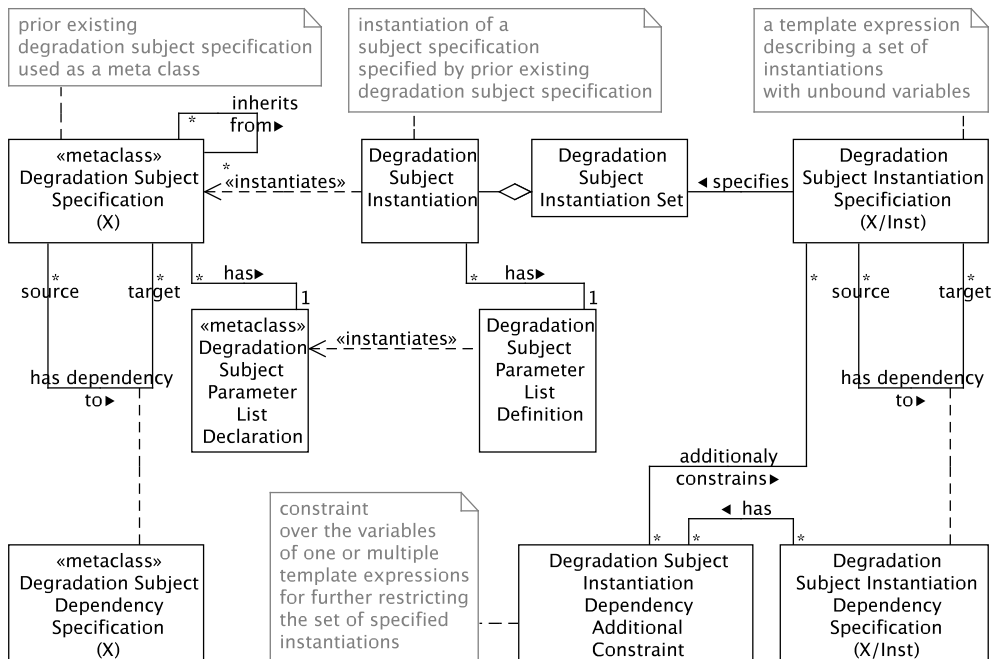 prior existing
degradation subject specification
used as a meta class
instantiation of a
subject specification
specified by prior existing
degradation subject specification
a template expression
describing a set of
instantiations
with unbound variables
inherits
* from▶
*
«metaclass»
Degradation Subject
Specification
(X)
«instantiates»
Degradation
Subject
Instantiation
Degradation
Subject
Instantiation Set
◀ specifies
Degradation
Subject Instantiation
Specificiation
(X/Inst)
*
source
*
target
* has▶
1
* has▶
1
*
*
source
*
target
«metaclass»
Degradation
Subject
Parameter
List
Declaration
«instantiates»
Degradation
Subject
Parameter
List
Definition
has dependency
to▶
has dependency
to▶
additionaly
constrains▶
◀ has
* * *
constraint
over the variables
of one or multiple
template expressions
for further restricting
the set of specified
instantiations
«metaclass»
Degradation Subject
Dependency
Specification
(X)
Degradation Subject
Instantiation
Dependency
Additional
Constraint
Degradation
Subject Instantiation
Dependency
Specification
(X/Inst)